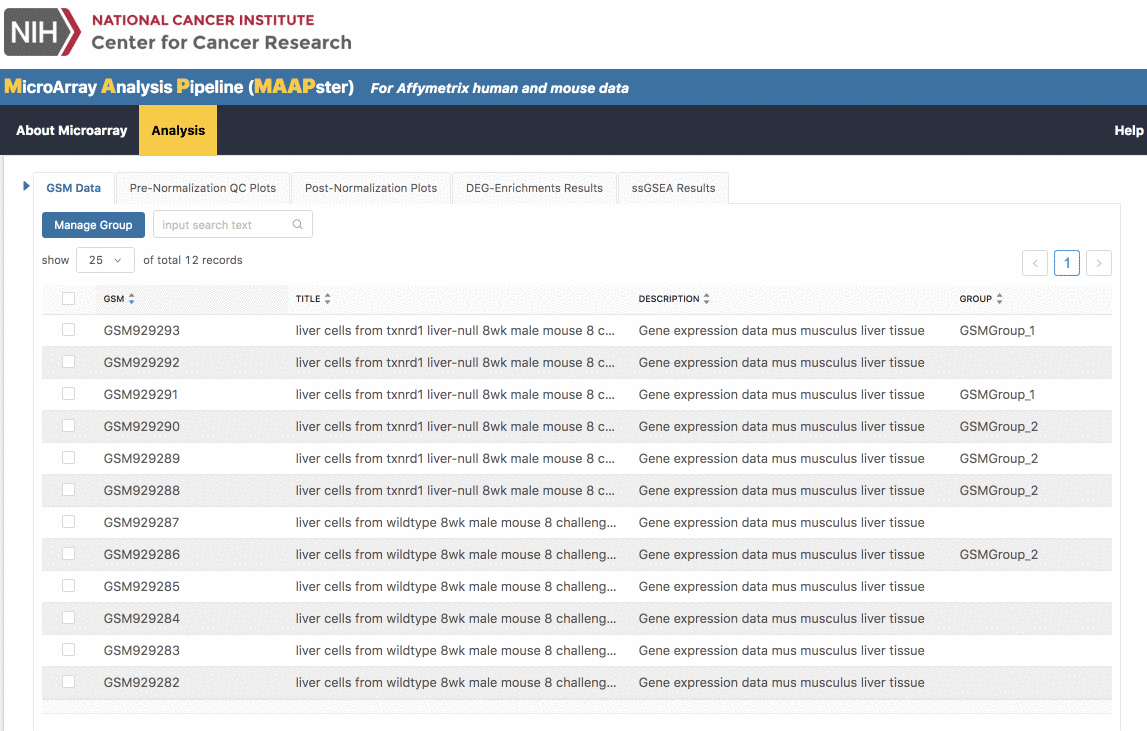 NIH
NATIONAL CANCER INSTITUTE
Center for Cancer Research
MicroArray Analysis Pipeline (MAAPster) For Affymetrix human and mouse data
About Microarray Analysis Help
GSM Data Pre-Normalization QC Plots Post-Normalization Plots DEG-Enrichments Results ssGSEA Results
Manage Group input search text
show 25 of total 12 records < 1 >
GSM TITLE DESCRIPTION GROUP
GSM929293 liver cells from txnrd1 liver-null 8wk male mouse 8 c... Gene expression data mus musculus liver tissue GSMGroup_1
GSM929292 liver cells from txnrd1 liver-null 8wk male mouse 8 c... Gene expression data mus musculus liver tissue
GSM929291 liver cells from txnrd1 liver-null 8wk male mouse 8 c... Gene expression data mus musculus liver tissue GSMGroup_1
GSM929290 liver cells from txnrd1 liver-null 8wk male mouse 8 c... Gene expression data mus musculus liver tissue GSMGroup_2
GSM929289 liver cells from txnrd1 liver-null 8wk male mouse 8 c... Gene expression data mus musculus liver tissue GSMGroup_2
GSM929288 liver cells from txnrd1 liver-null 8wk male mouse 8 c... Gene expression data mus musculus liver tissue GSMGroup_2
GSM929287 liver cells from wildtype 8wk male mouse 8 challeng... Gene expression data mus musculus liver tissue
GSM929286 liver cells from wildtype 8wk male mouse 8 challeng... Gene expression data mus musculus liver tissue GSMGroup_2
GSM929285 liver cells from wildtype 8wk male mouse 8 challeng... Gene expression data mus musculus liver tissue
GSM929284 liver cells from wildtype 8wk male mouse 8 challeng... Gene expression data mus musculus liver tissue
GSM929283 liver cells from wildtype 8wk male mouse 8 challeng... Gene expression data mus musculus liver tissue
GSM929282 liver cells from wildtype 8wk male mouse 8 challeng... Gene expression data mus musculus liver tissue